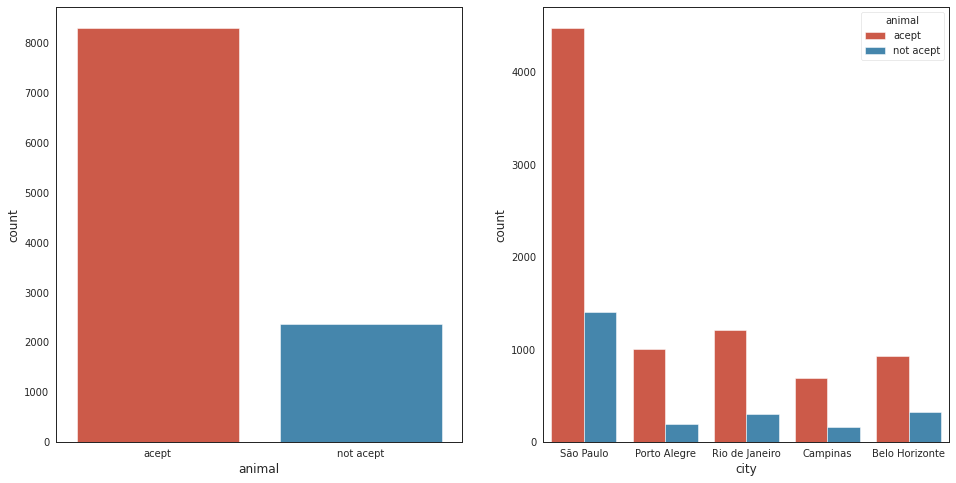 count
8000
7000
6000
5000
4000
3000
2000
1000
0
acept
not acept
animal
count
4000
3000
2000
1000
0
animal
acept
not acept
São Paulo
Porto Alegre
Rio de Janeiro
Campinas
Belo Horizonte
city